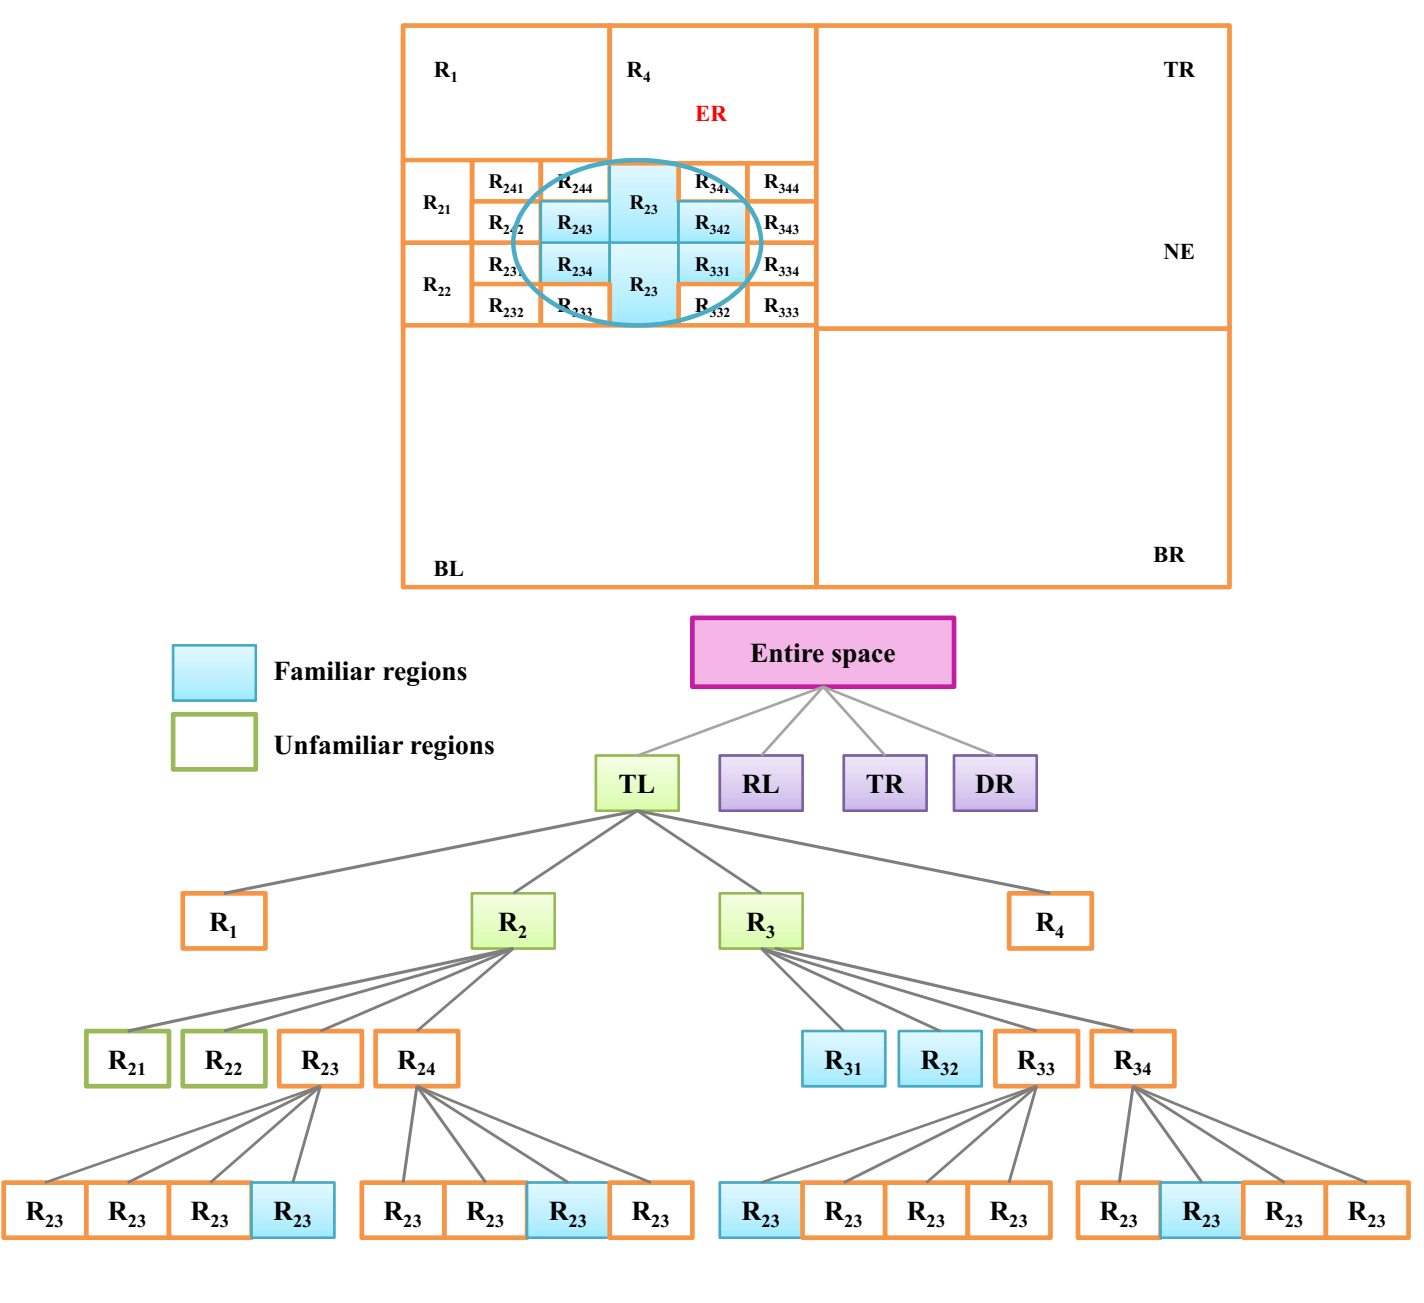 R₁ R₄ TR
ER
R₂₄₁ R₂₄₄ R₃₄₁ R₃₄₄
R₂₁ R₂₃
R₂₄₂ R₂₄₃ R₃₄₂ R₃₄₃
NE
R₂₃₁ R₂₃₄ R₃₃₁ R₃₃₄
R₂₂ R₂₃
R₂₃₂ R₂₃₃ R₃₃₂ R₃₃₃
BR
BL
Entire space
Familiar regions
Unfamiliar regions
TL RL TR DR
R₁ R₂ R₃ R₄
R₂₁ R₂₂ R₂₃ R₂₄ R₃₁ R₃₂ R₃₃ R₃₄
R₂₃ R₂₃ R₂₃ R₂₃ R₂₃ R₂₃ R₂₃ R₂₃ R₂₃ R₂₃ R₂₃ R₂₃ R₂₃ R₂₃ R₂₃ R₂₃